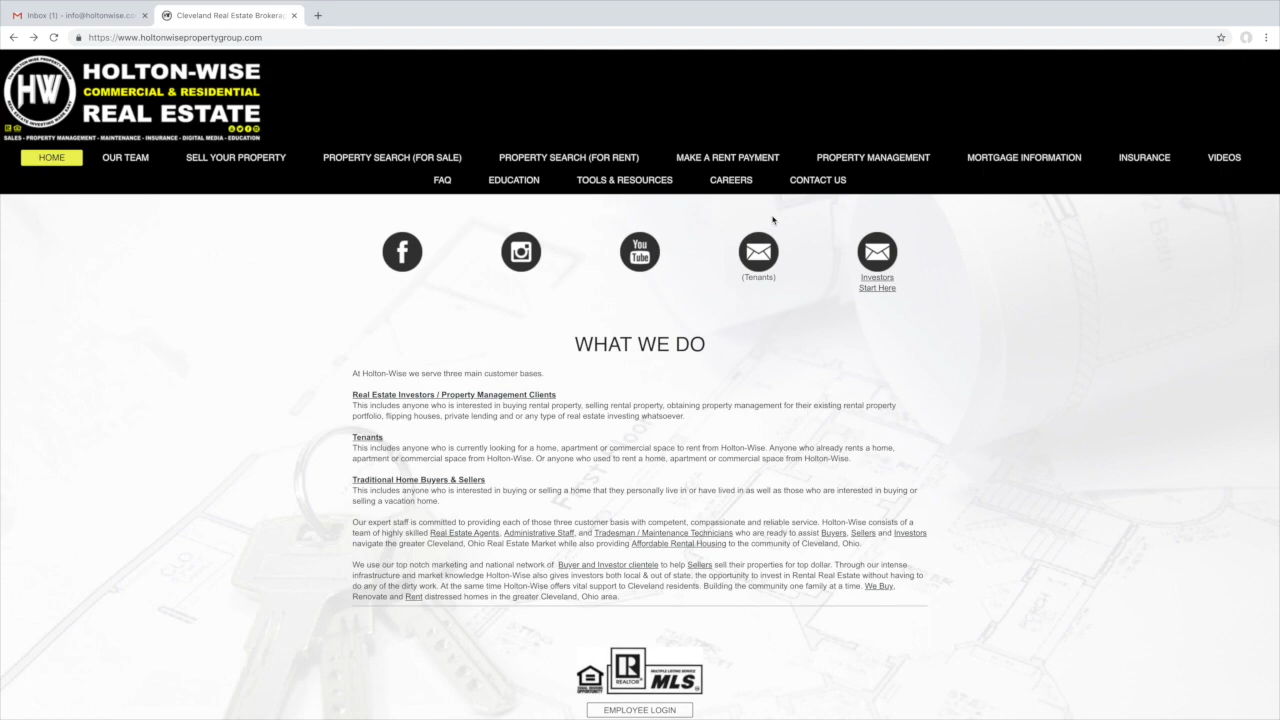 Inbox (1) - info@holtonwise.co
Cleveland Real Estate Brokerag
https://www.holtonwisepropertygroup.com
HW
HOLTON-WISE
COMMERCIAL & RESIDENTIAL
REAL ESTATE
SALES - PROPERTY MANAGEMENT - MAINTENANCE - INSURANCE - DIGITAL MEDIA - EDUCATION
HOME OUR TEAM SELL YOUR PROPERTY PROPERTY SEARCH (FOR SALE) PROPERTY SEARCH (FOR RENT) MAKE A RENT PAYMENT PROPERTY MANAGEMENT MORTGAGE INFORMATION INSURANCE VIDEOS
FAQ EDUCATION TOOLS & RESOURCES CAREERS CONTACT US
You
Tube
(Tenants)
Investors
Start Here
WHAT WE DO
At Holton-Wise we serve three main customer bases.
Real Estate Investors / Property Management Clients
This includes anyone who is interested in buying rental property, selling rental property, obtaining property management for their existing rental property
portfolio, flipping houses, private lending and or any type of real estate investing whatsoever.
Tenants
This includes anyone who is currently looking for a home, apartment or commercial space to rent from Holton-Wise. Anyone who already rents a home,
apartment or commercial space from Holton-Wise. Or anyone who used to rent a home, apartment or commercial space from Holton-Wise.
Traditional Home Buyers & Sellers
This includes anyone who is interested in buying or selling a home that they personally live in or have lived in as well as those who are interested in buying or
selling a vacation home.
Our expert staff is committed to providing each of those three customer basis with competent, compassionate and reliable service. Holton-Wise consists of a
team of highly skilled Real Estate Agents, Administrative Staff, and Tradesman / Maintenance Technicians who are ready to assist Buyers, Sellers and Investors
navigate the greater Cleveland, Ohio Real Estate Market while also providing Affordable Rental Housing to the community of Cleveland, Ohio.
We use our top notch marketing and national network of Buyer and Investor clientele to help Sellers sell their properties for top dollar. Through our intense
infrastructure and market knowledge Holton-Wise also gives investors both local & out of state, the opportunity to invest in Rental Real Estate without having to
do any of the dirty work. At the same time Holton-Wise offers vital support to Cleveland residents. Building the community one family at a time. We Buy,
Renovate and Rent distressed homes in the greater Cleveland, Ohio area.
EQUAL HOUSING
OPPORTUNITY
R
REALTOR
MULTIPLE LISTING SERVICE
MLS
EMPLOYEE LOGIN